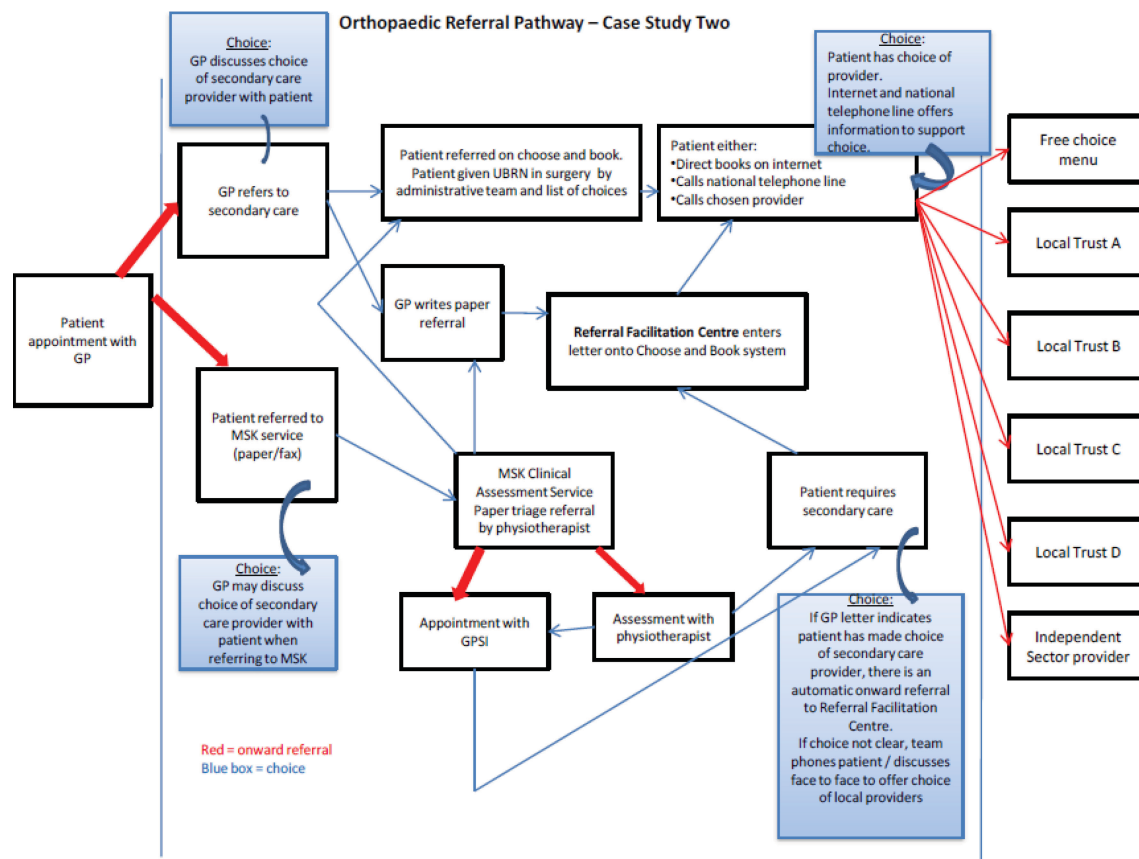 Orthopaedic Referral Pathway – Case Study Two
Choice:
GP discusses choice
of secondary care
provider with patient
Choice:
Patient has choice of
provider.
Internet and national
telephone line offers
information to support
choice.
GP refers to
secondary care
Patient referred on choose and book.
Patient given UBRN in surgery by
administrative team and list of choices
Patient either:
•Direct books on internet
•Calls national telephone line
•Calls chosen provider
Free choice
menu
Local Trust A
Patient
appointment with
GP
GP writes paper
referral
Referral Facilitation Centre enters
letter onto Choose and Book system
Local Trust B
Patient referred to
MSK service
(paper/fax)
MSK Clinical
Assessment Service
Paper triage referral
by physiotherapist
Patient requires
secondary care
Local Trust C
Local Trust D
Choice:
GP may discuss
choice of secondary
care provider with
patient when
referring to MSK
Appointment with
GPSI
Assessment with
physiotherapist
Choice:
If GP letter indicates
patient has made choice
of secondary care
provider, there is an
automatic onward referral
to Referral Facilitation
Centre.
If choice not clear, team
phones patient / discusses
face to face to offer choice
of local providers
Independent
Sector provider
Red = onward referral
Blue box = choice